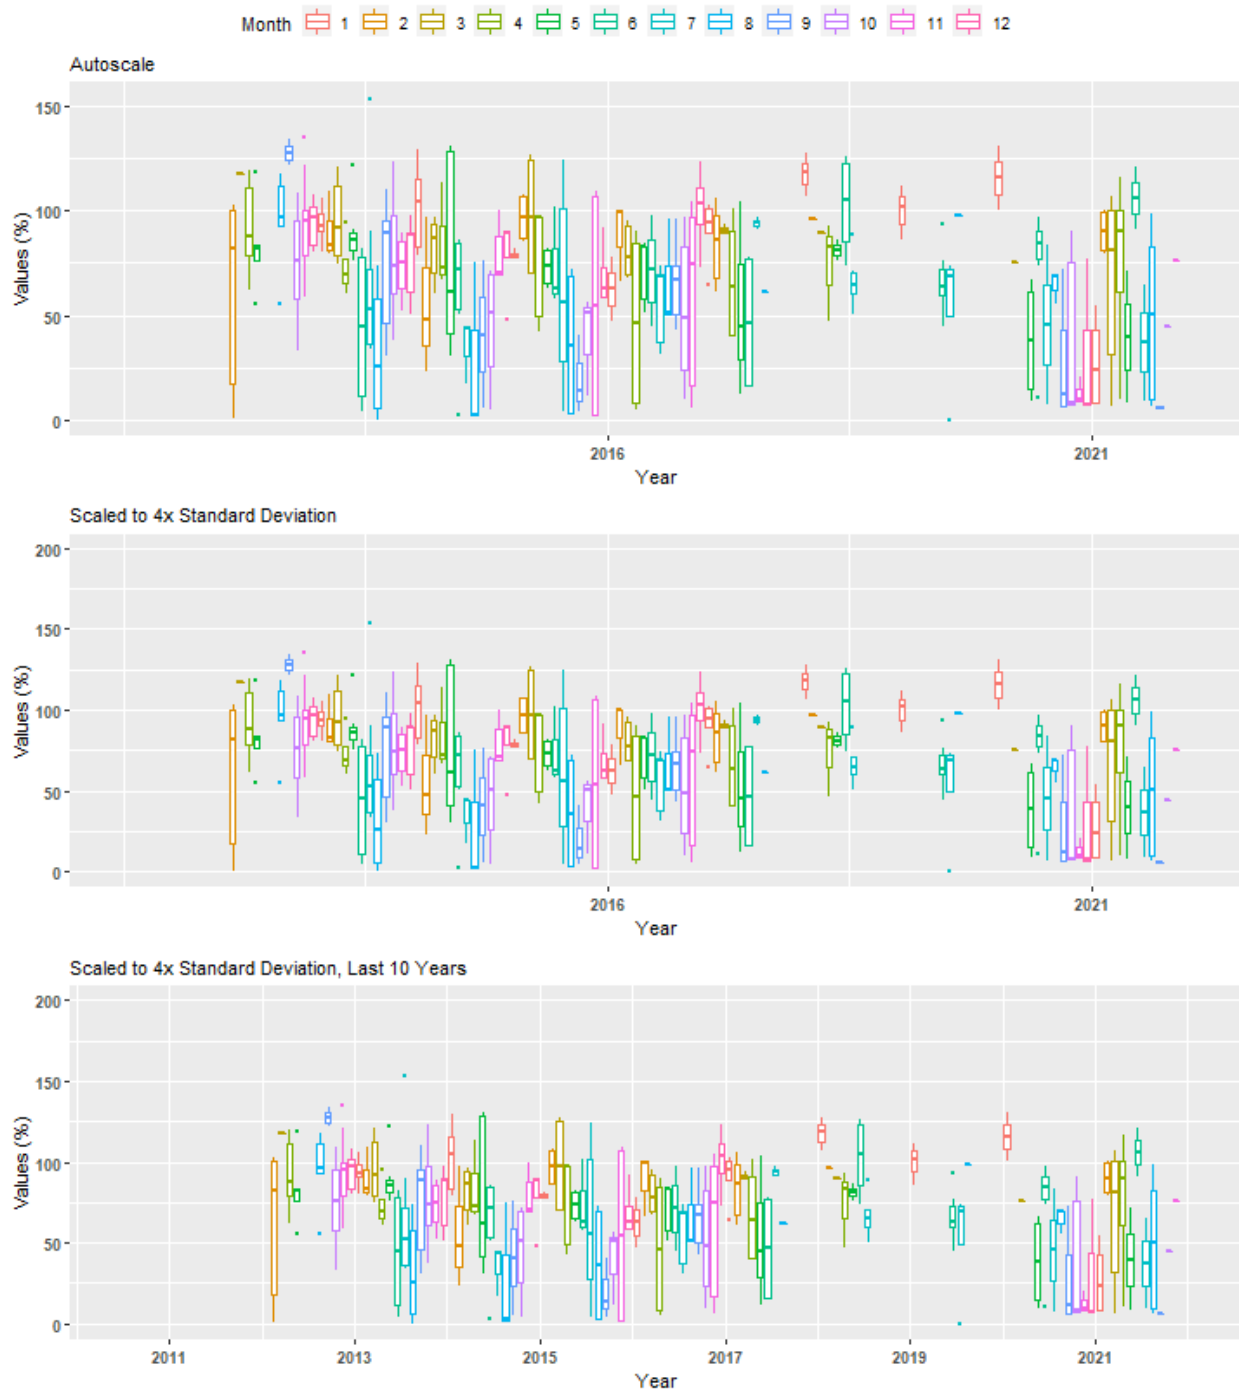 Month 1 2 3 4 5 6 7 8 9 10 11 12
Autoscale
150
100
50
0
Values (%)
2016 2021
Year
Scaled to 4x Standard Deviation
200
150
100
50
0
Values (%)
2016 2021
Year
Scaled to 4x Standard Deviation, Last 10 Years
200
150
100
50
0
Values (%)
2011 2013 2015 2017 2019 2021
Year